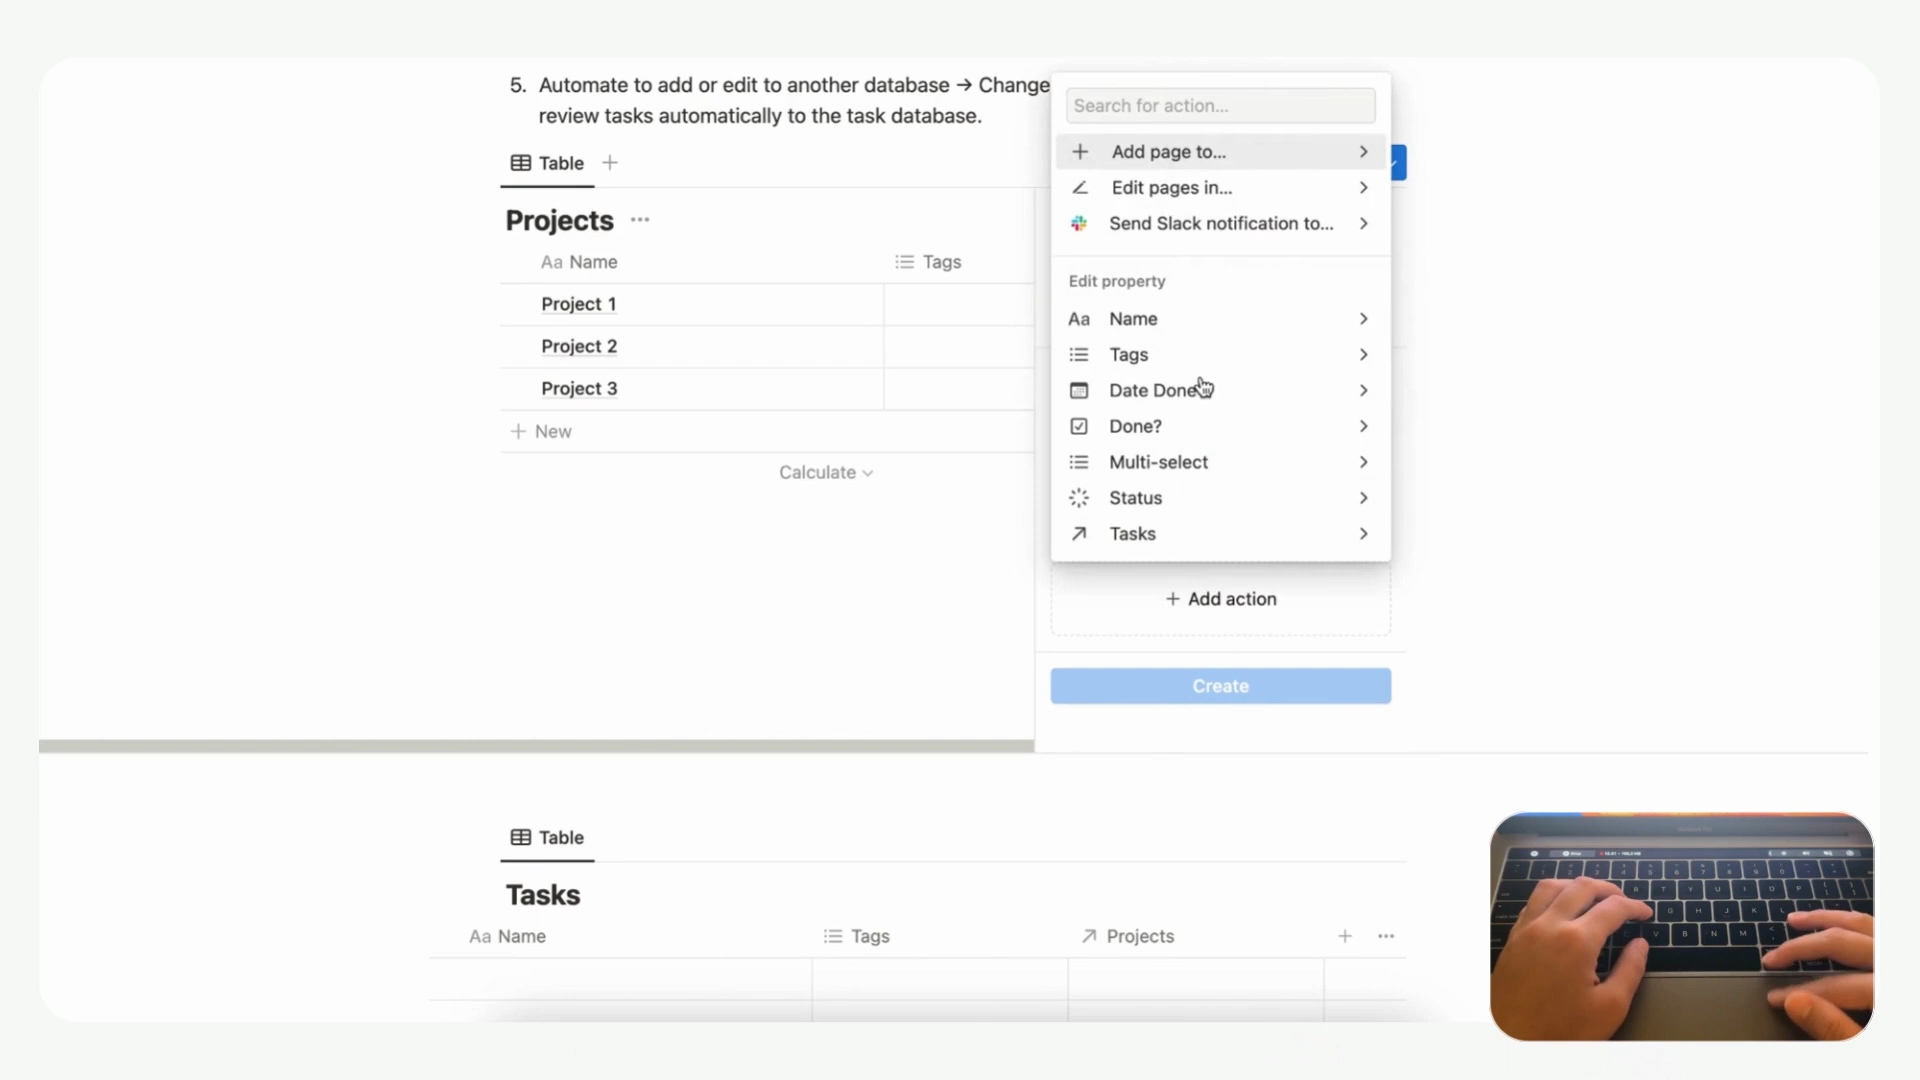 5. Automate to add or edit to another database → Change
review tasks automatically to the task database.
Table
Projects
Aa Name
Tags
Project 1
Project 2
Project 3
New
Calculate
Search for action...
Add page to...
Edit pages in...
Send Slack notification to...
Edit property
Aa Name
Tags
Date Done
Done?
Multi-select
Status
Tasks
Add action
Create
Table
Tasks
Aa Name
Tags
Projects